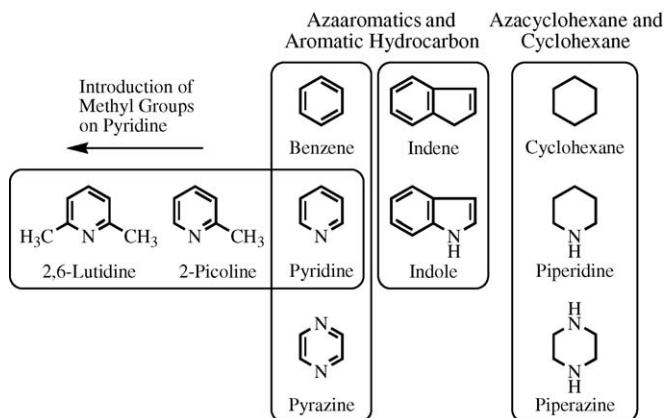 Azaaromatics and
Aromatic Hydrocarbon
Azacyclohexane and
Cyclohexane
Introduction of
Methyl Groups
on Pyridine
Benzene
Indene
Cyclohexane
H₃C
N
CH₃
2,6-Lutidine
N
CH₃
2-Picoline
N
Pyridine
N
H
Indole
N
H
Piperidine
N
N
Pyrazine
H
N
N
H
Piperazine